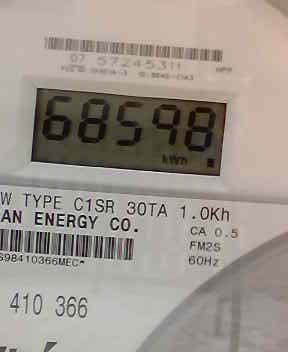 07 57245311
68598
kWh
W TYPE C1SR 30TA 1.0Kh
AN ENERGY CO.
CA 0.5
FM2S
60Hz
S98410366MEC*
410 366